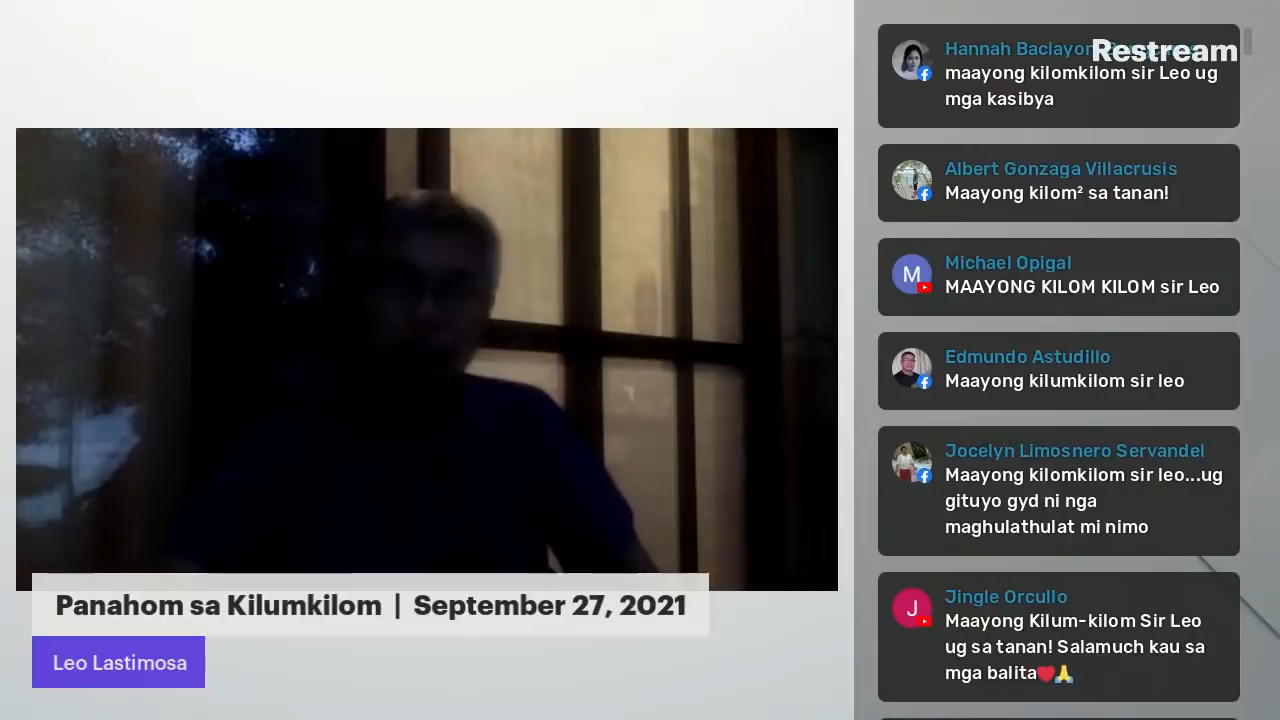 Panahom sa Kilumkilom | September 27, 2021
Leo Lastimosa
Restream
Hannah Baclayon
maayong kilomkilom sir Leo ug
mga kasibya
Albert Gonzaga Villacrusis
Maayong kilom² sa tanan!
M
Michael Opigal
MAAYONG KILOM KILOM sir Leo
Edmundo Astudillo
Maayong kilumkilom sir leo
Jocelyn Limosnero Servandel
Maayong kilomkilom sir leo...ug
gituyo gyd ni nga
maghulathulat mi nimo
J
Jingle Orcullo
Maayong Kilum-kilom Sir Leo
ug sa tanan! Salamuch kau sa
mga balita❤️🙏